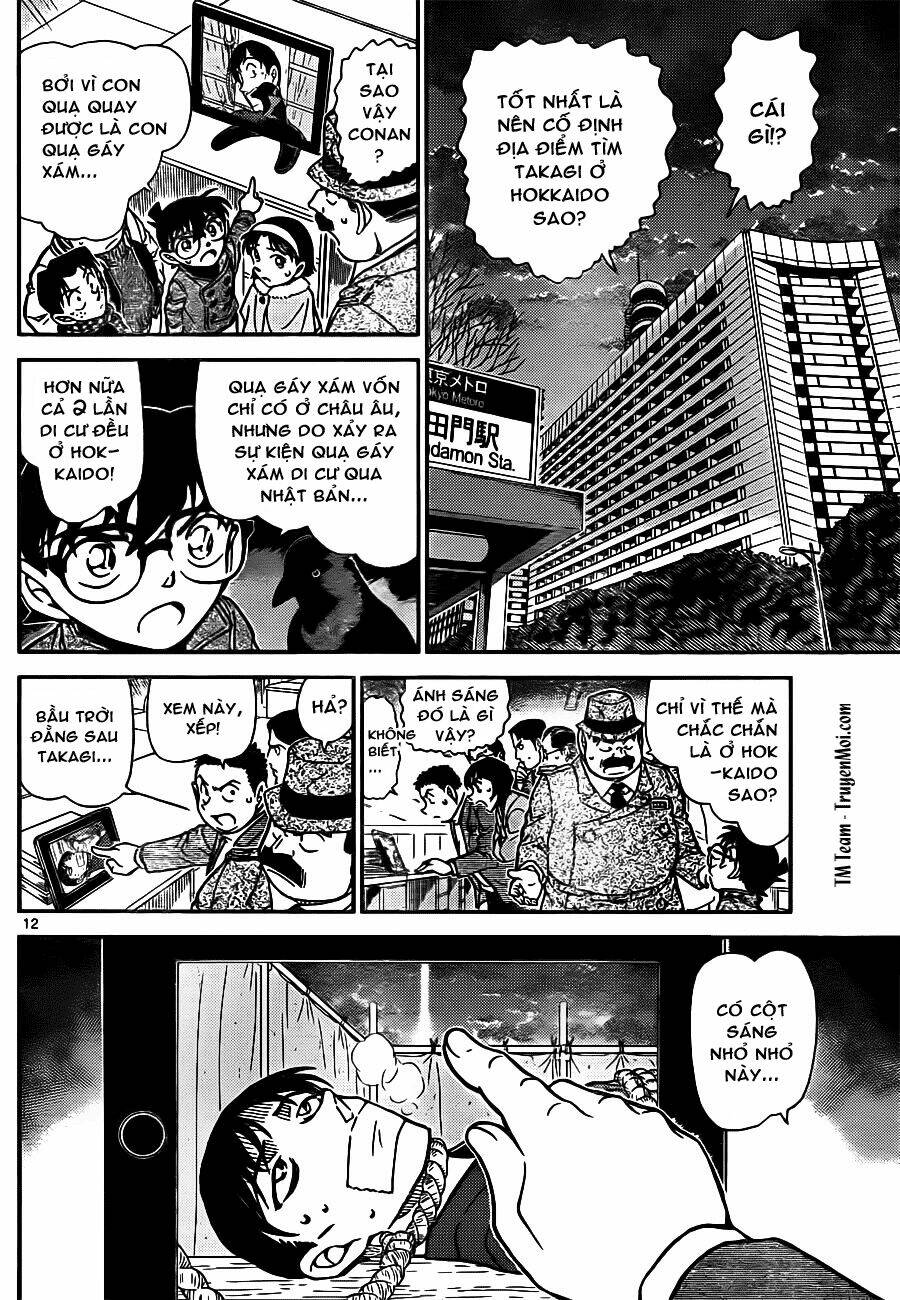 CÁI
GÌ!?
TỐT NHẤT LÀ
NÊN CỐ ĐỊNH
ĐỊA ĐIỂM TÌM
TAKAGI Ở
HOKKAIDO
SAO?
京メトロ
okyo Metoro
田門駅
udamon Sta.
TẠI
SAO VẬY
CONAN
?
BỞI VÌ CON
QUẠ QUAY
ĐƯỢC LÀ CON
QUẠ GÁY
XÁM...
QUẠ GÁY XÁM VỐN
CHỈ CÓ Ở CHÂU ÂU,
NHƯNG DO XẢY RA
SỰ KIỆN QUẠ GÁY
XÁM DI CƯ QUA
NHẬT BẢN...
HƠN NỮA
CẢ 2 LẦN
DI CƯ ĐỀU
Ở HOK-
KAIDO!
CHỈ VÌ THẾ MÀ
CHẮC CHẮN
LÀ Ở HOK
-KAIDO
SAO?
ÁNH SÁNG
ĐÓ LÀ GÌ
VẬY?
KHÔNG
BIẾT
...
HẢ?
XEM NÀY,
XẾP!
BẦU TRỜI
ĐẰNG SAU
TAKAGI...
TM Team - TruyenMoi.com
12
CÓ CỘT
SÁNG
NHỎ NHỎ
NÀY...